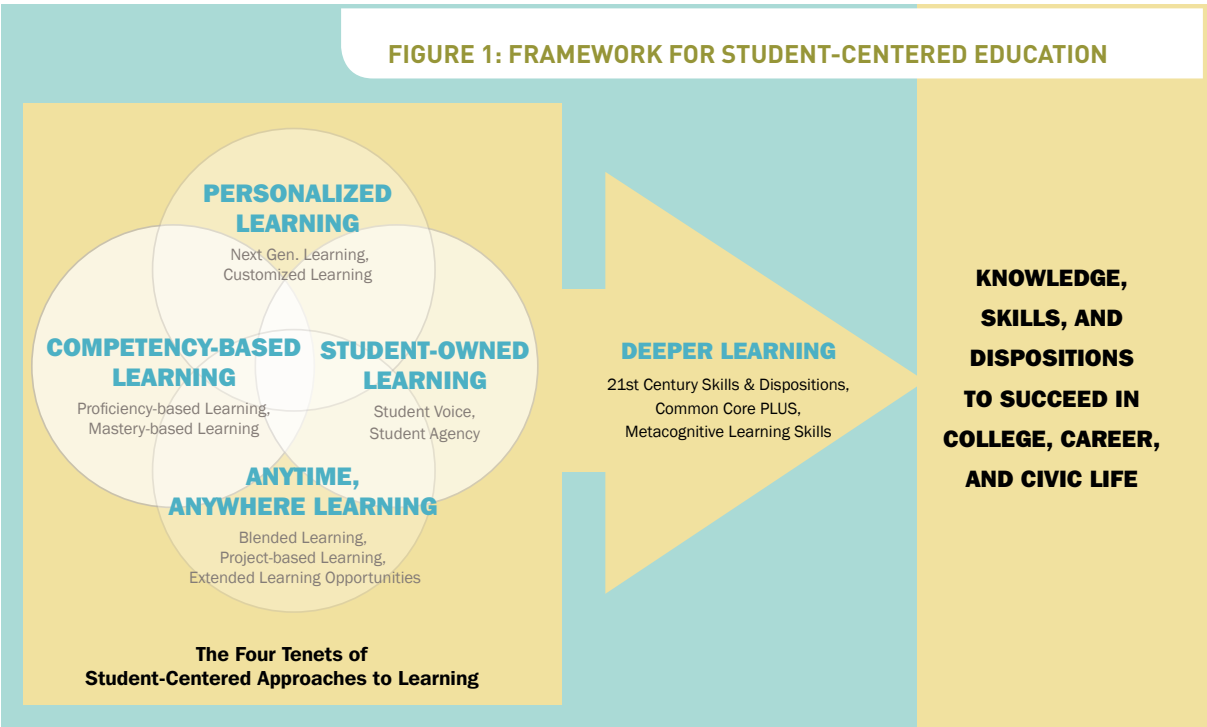 FIGURE 1: FRAMEWORK FOR STUDENT-CENTERED EDUCATION
PERSONALIZED
LEARNING
Next Gen. Learning,
Customized Learning
COMPETENCY-BASED
LEARNING
Proficiency-based Learning,
Mastery-based Learning
STUDENT-OWNED
LEARNING
Student Voice,
Student Agency
ANYTIME,
ANYWHERE LEARNING
Blended Learning,
Project-based Learning,
Extended Learning Opportunities
The Four Tenets of
Student-Centered Approaches to Learning
DEEPER LEARNING
21st Century Skills & Dispositions,
Common Core PLUS,
Metacognitive Learning Skills
KNOWLEDGE,
SKILLS, AND
DISPOSITIONS
TO SUCCEED IN
COLLEGE, CAREER,
AND CIVIC LIFE